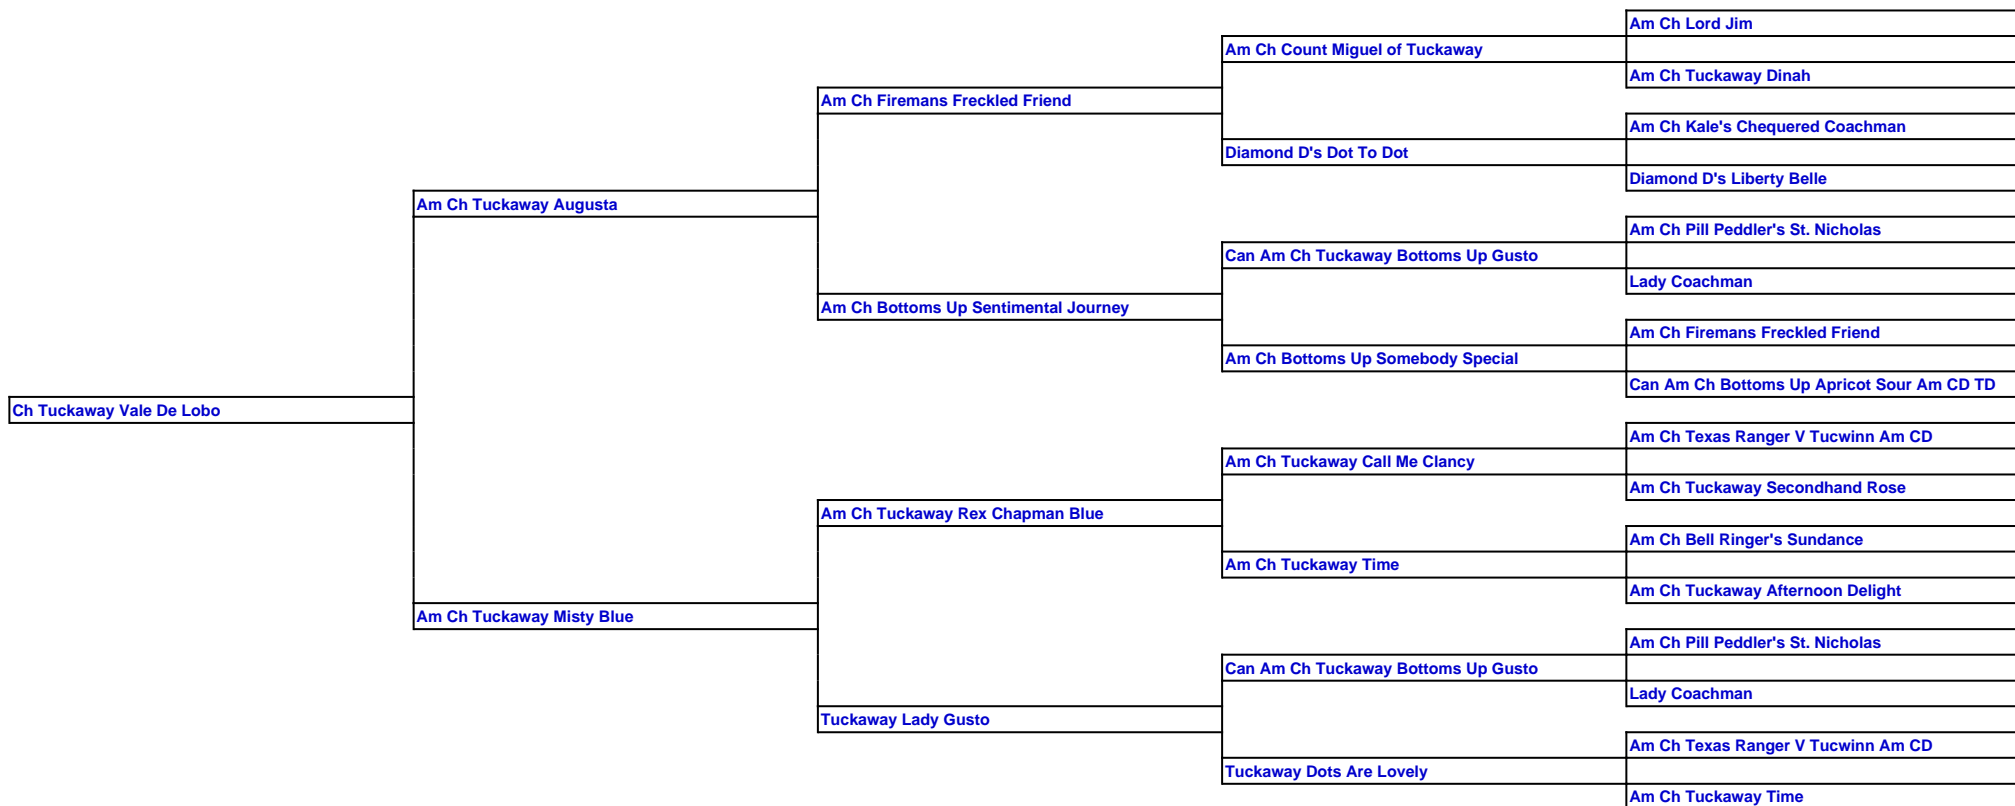 Am Ch Lord Jim
Am Ch Count Miguel of Tuckaway
Am Ch Tuckaway Dinah
Am Ch Firemans Freckled Friend
Am Ch Kale's Chequered Coachman
Diamond D's Dot To Dot
Diamond D's Liberty Belle
Am Ch Tuckaway Augusta
Am Ch Pill Peddler's St. Nicholas
Can Am Ch Tuckaway Bottoms Up Gusto
Lady Coachman
Am Ch Bottoms Up Sentimental Journey
Am Ch Firemans Freckled Friend
Am Ch Bottoms Up Somebody Special
Can Am Ch Bottoms Up Apricot Sour Am CD TD
Ch Tuckaway Vale De Lobo
Am Ch Texas Ranger V Tucwinn Am CD
Am Ch Tuckaway Call Me Clancy
Am Ch Tuckaway Secondhand Rose
Am Ch Tuckaway Rex Chapman Blue
Am Ch Bell Ringer's Sundance
Am Ch Tuckaway Time
Am Ch Tuckaway Afternoon Delight
Am Ch Tuckaway Misty Blue
Am Ch Pill Peddler's St. Nicholas
Can Am Ch Tuckaway Bottoms Up Gusto
Lady Coachman
Tuckaway Lady Gusto
Am Ch Texas Ranger V Tucwinn Am CD
Tuckaway Dots Are Lovely
Am Ch Tuckaway Time